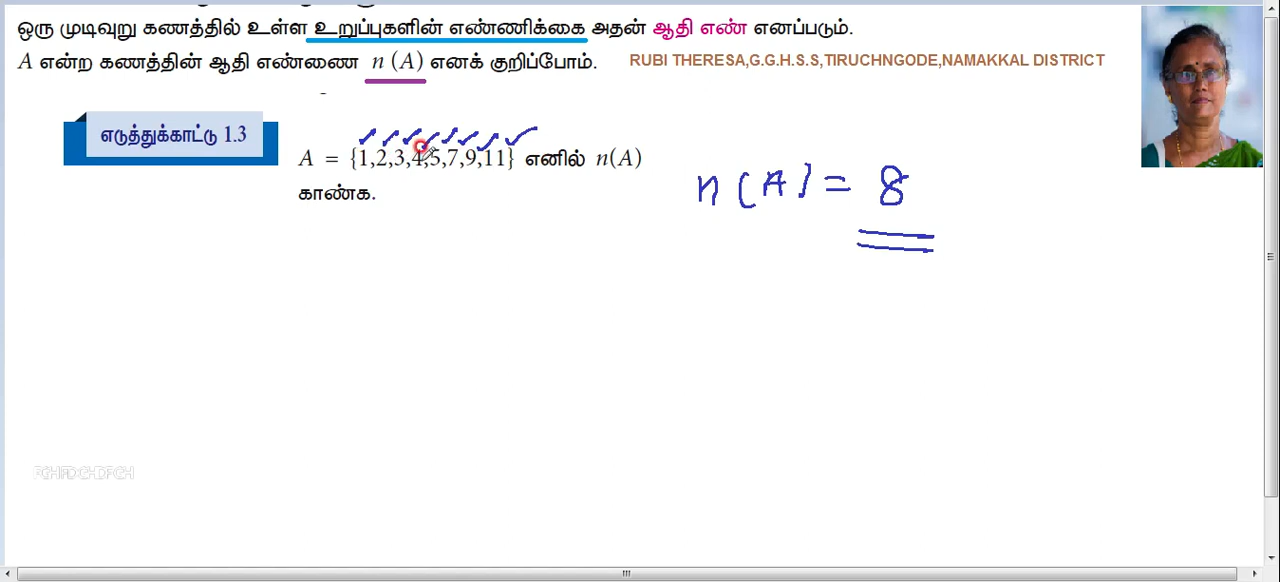 ஒரு முடிவுறு கணத்தில் உள்ள உறுப்புகளின் எண்ணிக்கை அதன் ஆதி எண் எனப்படும்.
A என்ற கணத்தின் ஆதி எண்ணை n (A) எனக் குறிப்போம்.
RUBI THERESA,G.G.H.S.S,TIRUCHNGODE,NAMAKKAL DISTRICT
எடுத்துக்காட்டு 1.3
A = {1,2,3,4,5,7,9,11} எனில் n(A)
காண்க.
n (A) = 8